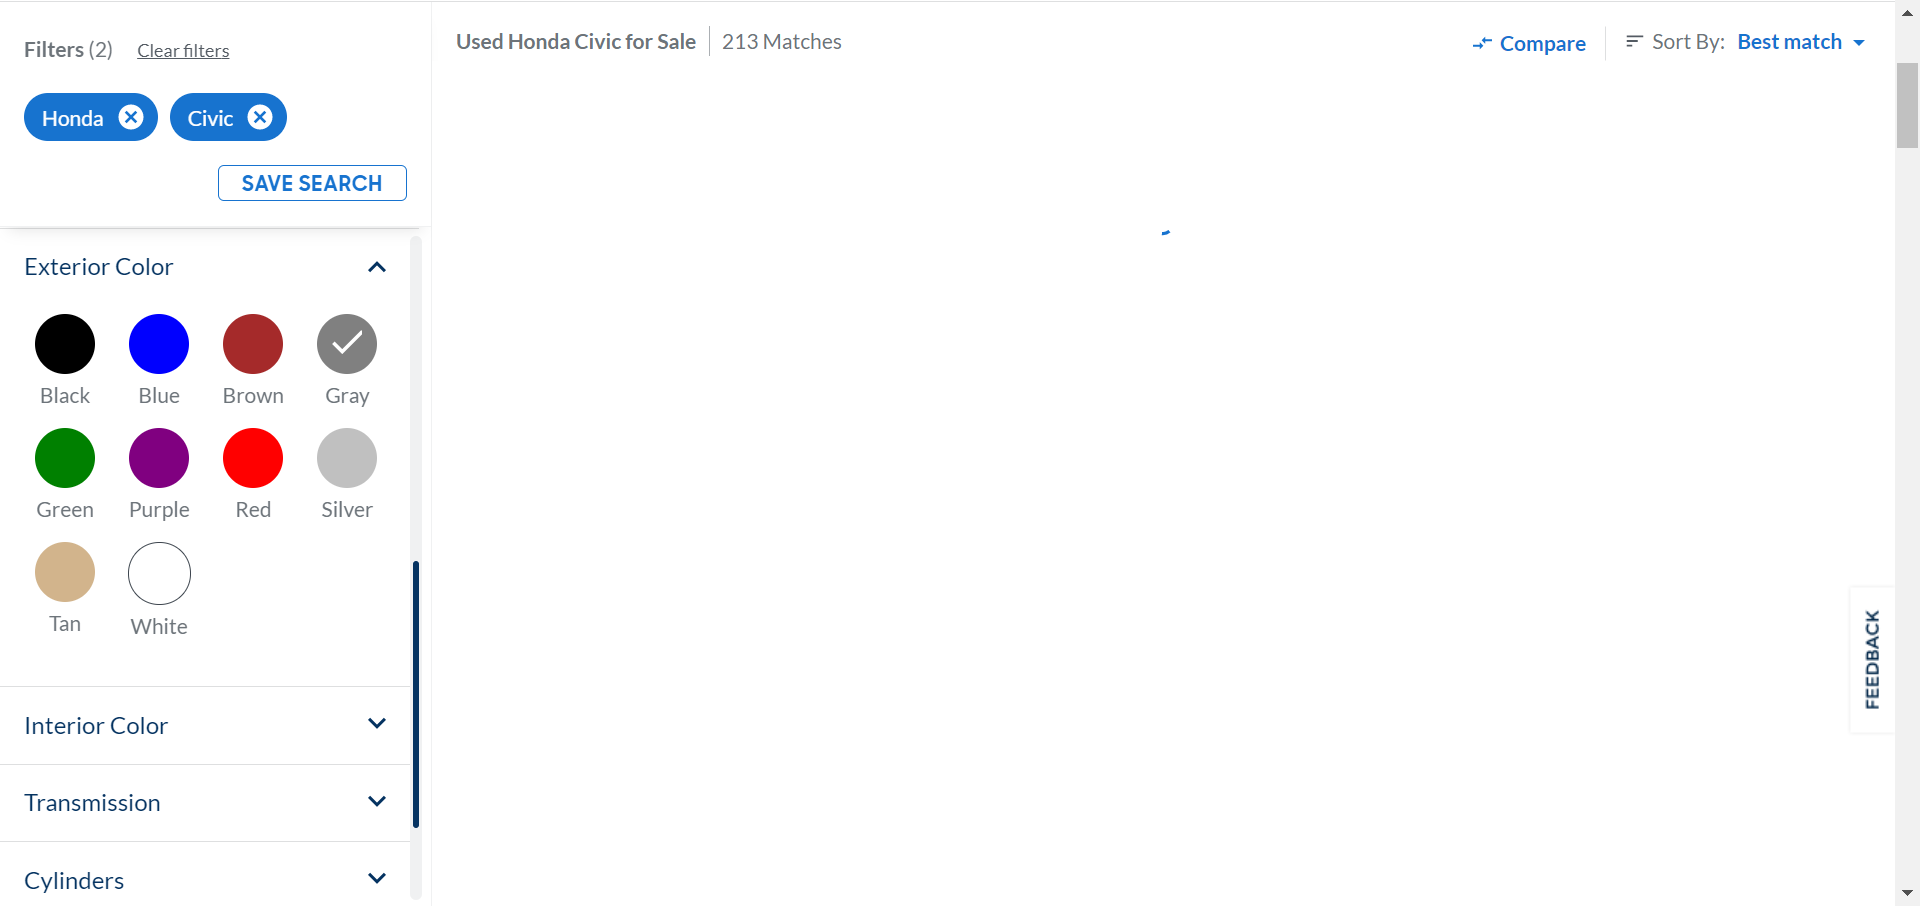 Filters (2) Clear filters
Honda Civic
SAVE SEARCH
Exterior Color
Black Blue Brown Gray
Green Purple Red Silver
Tan White
Interior Color
Transmission
Cylinders
Used Honda Civic for Sale 213 Matches
Compare Sort By: Best match
FEEDBACK